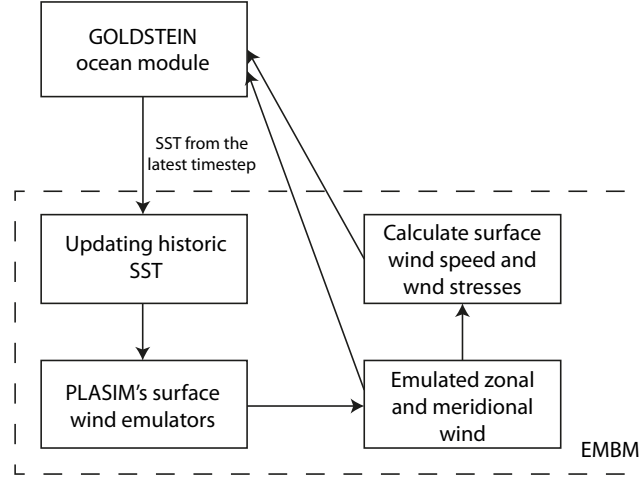 GOLDSTEIN
ocean module
SST from the
latest timestep
Updating historic
SST
Calculate surface
wind speed and
wnd stresses
PLASIM's surface
wind emulators
Emulated zonal
and meridional
wind
EMBM